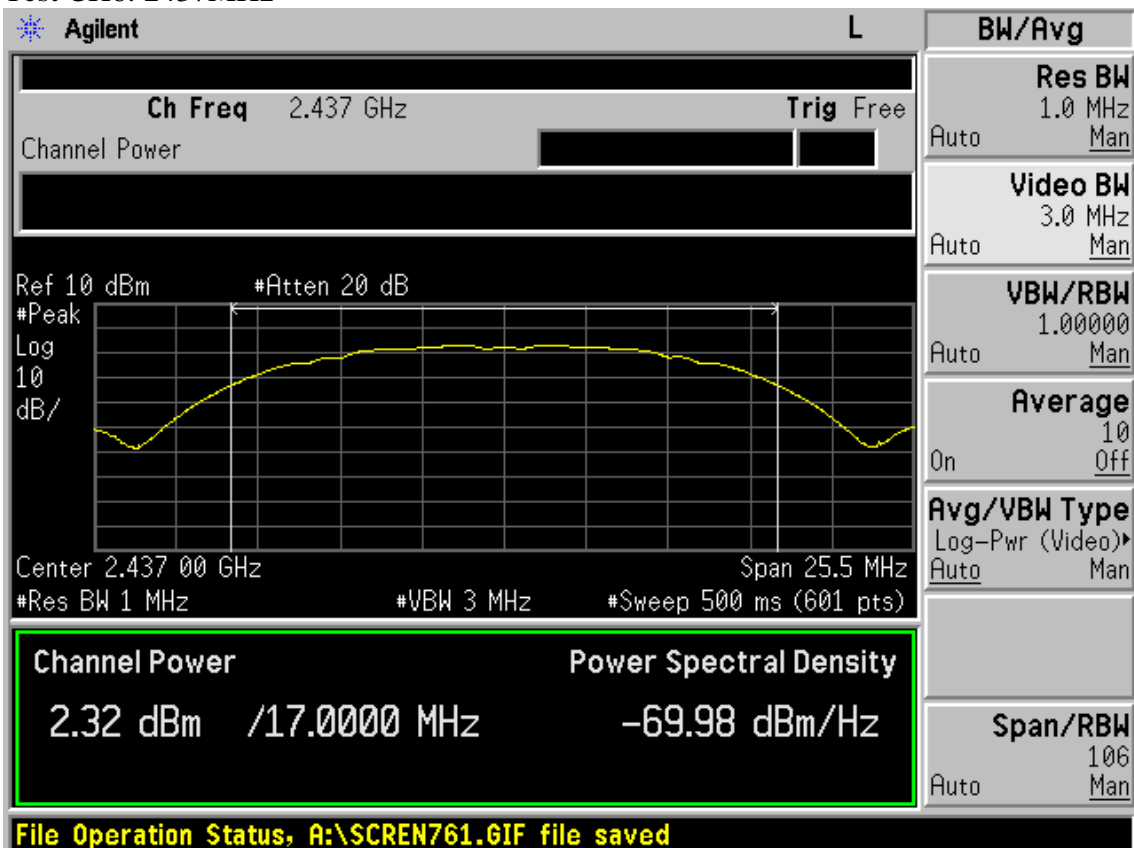 Agilent L
BW/Avg
Ch Freq 2.437 GHz Trig Free
Channel Power
Ref 10 dBm #Atten 20 dB
#Peak
Log
10
dB/
Center 2.437 00 GHz Span 25.5 MHz
#Res BW 1 MHz #VBW 3 MHz #Sweep 500 ms (601 pts)
Channel Power Power Spectral Density
2.32 dBm /17.0000 MHz -69.98 dBm/Hz
File Operation Status, A:\SCREN761.GIF file saved
Res BW
1.0 MHz
Auto Man
Video BW
3.0 MHz
Auto Man
VBW/RBW
1.00000
Auto Man
Average
10
On Off
Avg/VBW Type
Log-Pwr (Video)
Auto Man
Span/RBW
106
Auto Man